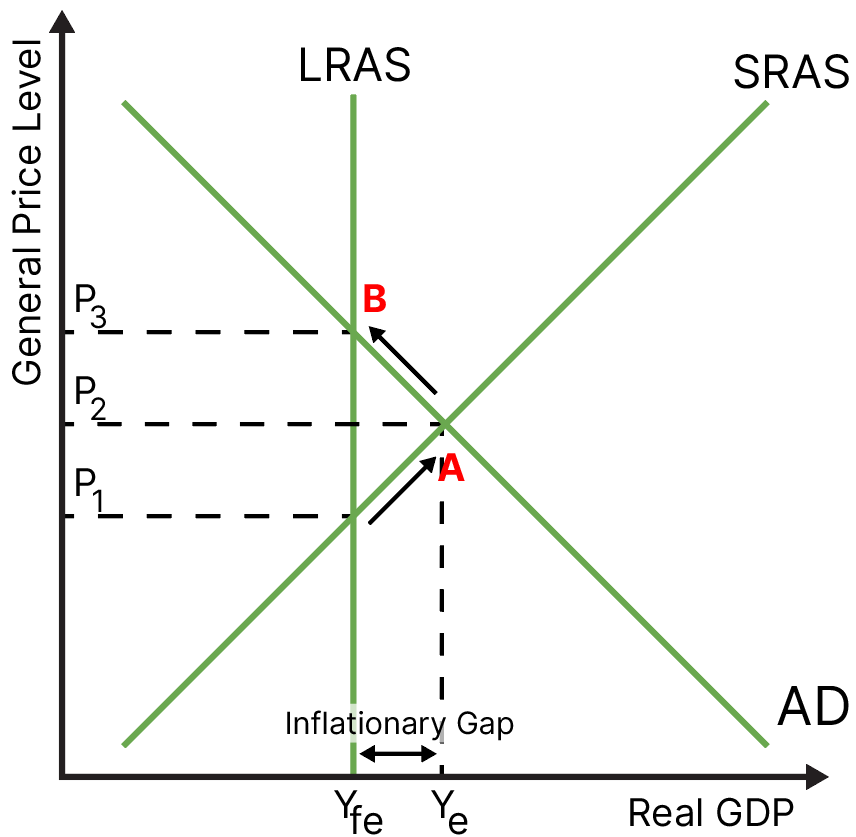 LRAS
SRAS
General Price Level
P3
B
P2
A
P1
AD
Inflationary Gap
Yfe
Ye
Real GDP